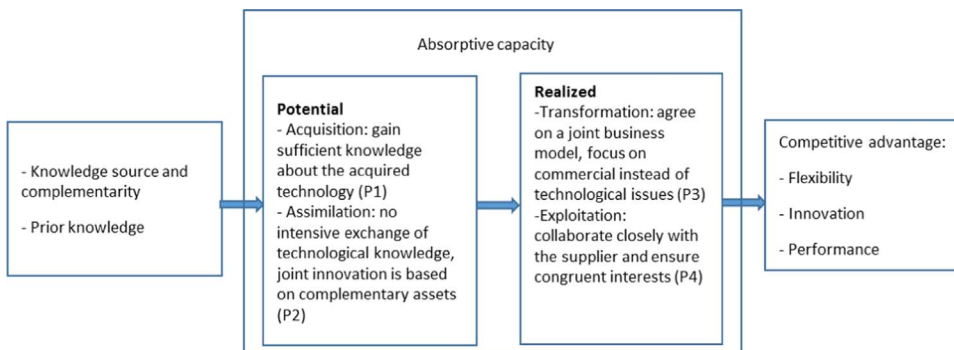 Absorptive capacity
- Knowledge source and
complementarity
- Prior knowledge
Potential
- Acquisition: gain
sufficient knowledge
about the acquired
technology (P1)
- Assimilation: no
intensive exchange of
technological knowledge,
joint innovation is based
on complementary assets
(P2)
Realized
-Transformation: agree
on a joint business
model, focus on
commercial instead of
technological issues (P3)
-Exploitation:
collaborate closely with
the supplier and ensure
congruent interests (P4)
Competitive advantage:
- Flexibility
- Innovation
- Performance